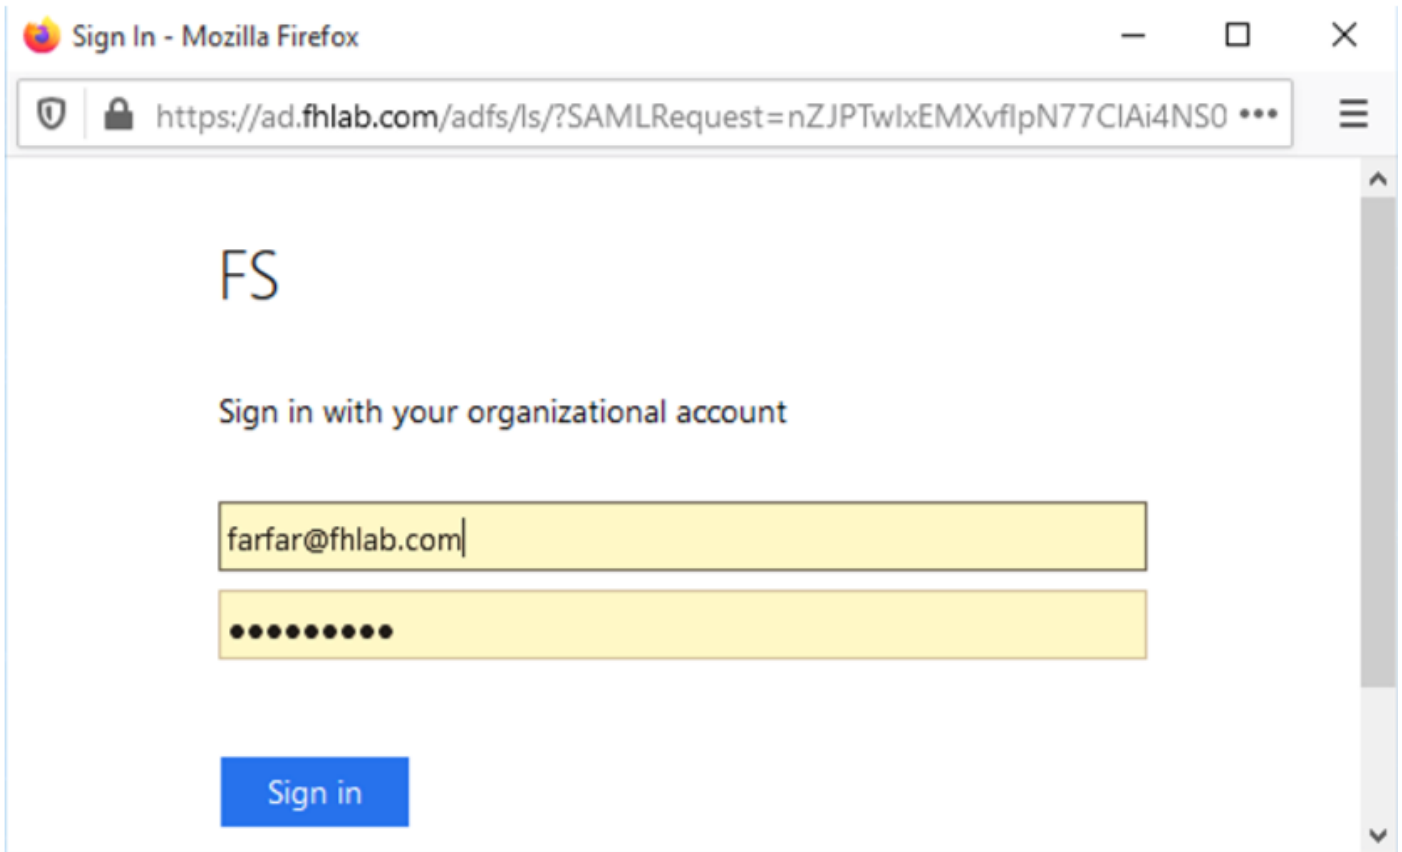 Sign In - Mozilla Firefox
https://ad.fhlab.com/adfs/ls/?SAMLRequest=nZJPTwIxEMXvfIpN77CIAi4NS0
FS
Sign in with your organizational account
farfar@fhlab.com
•••••••••
Sign in